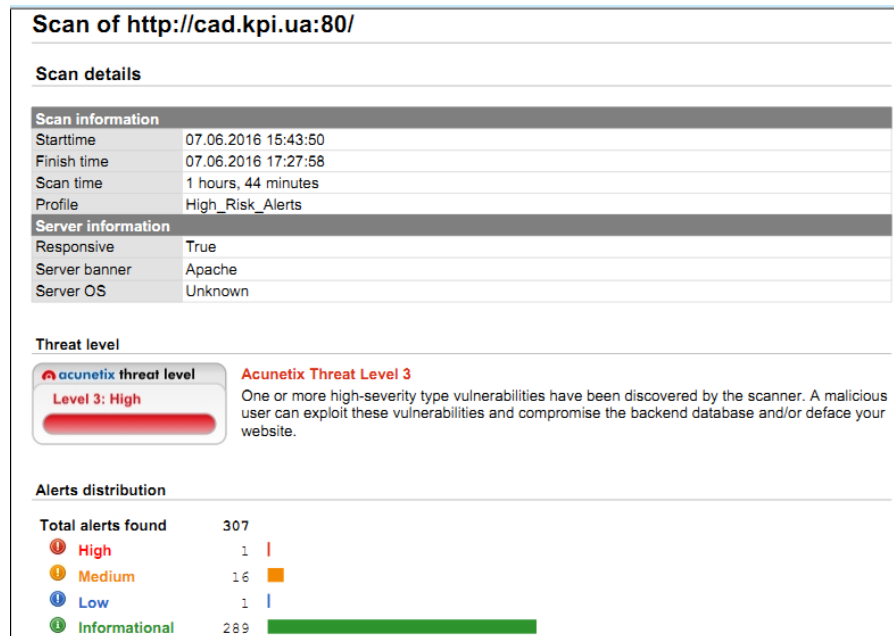 Scan of http://cad.kpi.ua:80/
Scan details
Scan information
Starttime 07.06.2016 15:43:50
Finish time 07.06.2016 17:27:58
Scan time 1 hours, 44 minutes
Profile High_Risk_Alerts
Server information
Responsive True
Server banner Apache
Server OS Unknown
Threat level
acunetix threat level
Level 3: High
Acunetix Threat Level 3
One or more high-severity type vulnerabilities have been discovered by the scanner. A malicious
user can exploit these vulnerabilities and compromise the backend database and/or deface your
website.
Alerts distribution
Total alerts found 307
High 1
Medium 16
Low 1
Informational 289